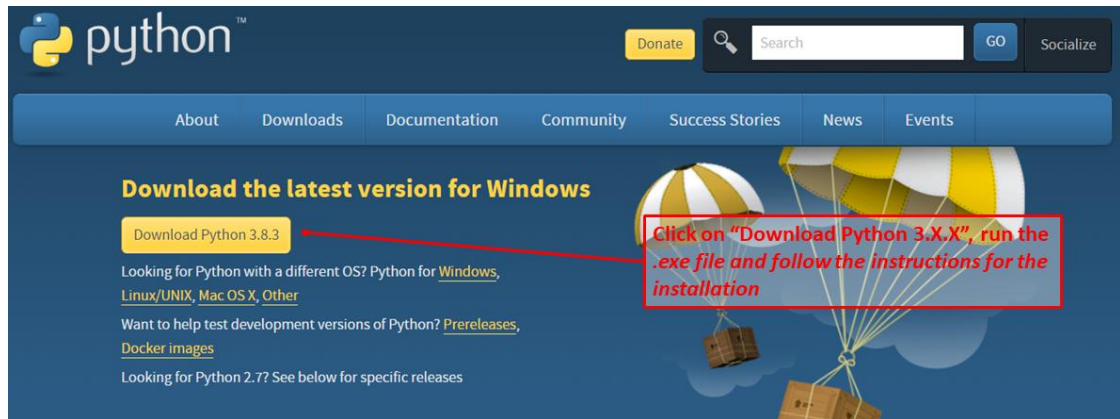 python™
Donate
Search
GO
Socialize
About Downloads Documentation Community Success Stories News Events
Download the latest version for Windows
Download Python 3.8.3
Click on “Download Python 3.X.X”, run the
.exe file and follow the instructions for the
installation
Looking for Python with a different OS? Python for Windows,
Linux/UNIX, Mac OS X, Other
Want to help test development versions of Python? Prereleases,
Docker images
Looking for Python 2.7? See below for specific releases